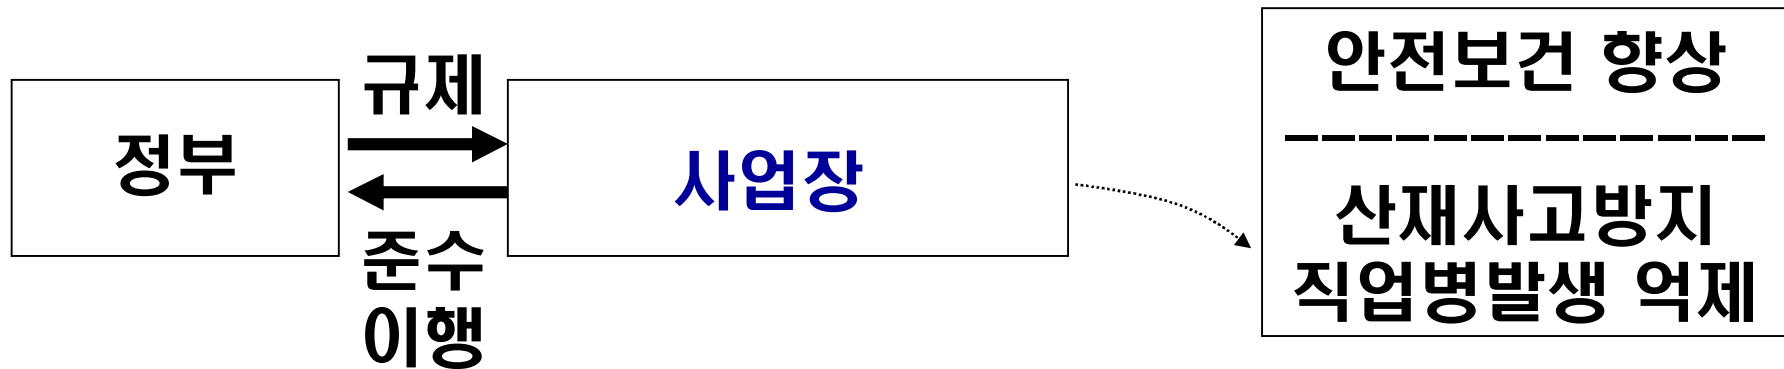 정부
규제
준수
이행
사업장
안전보건 향상
산재사고방지
직업병발생 억제